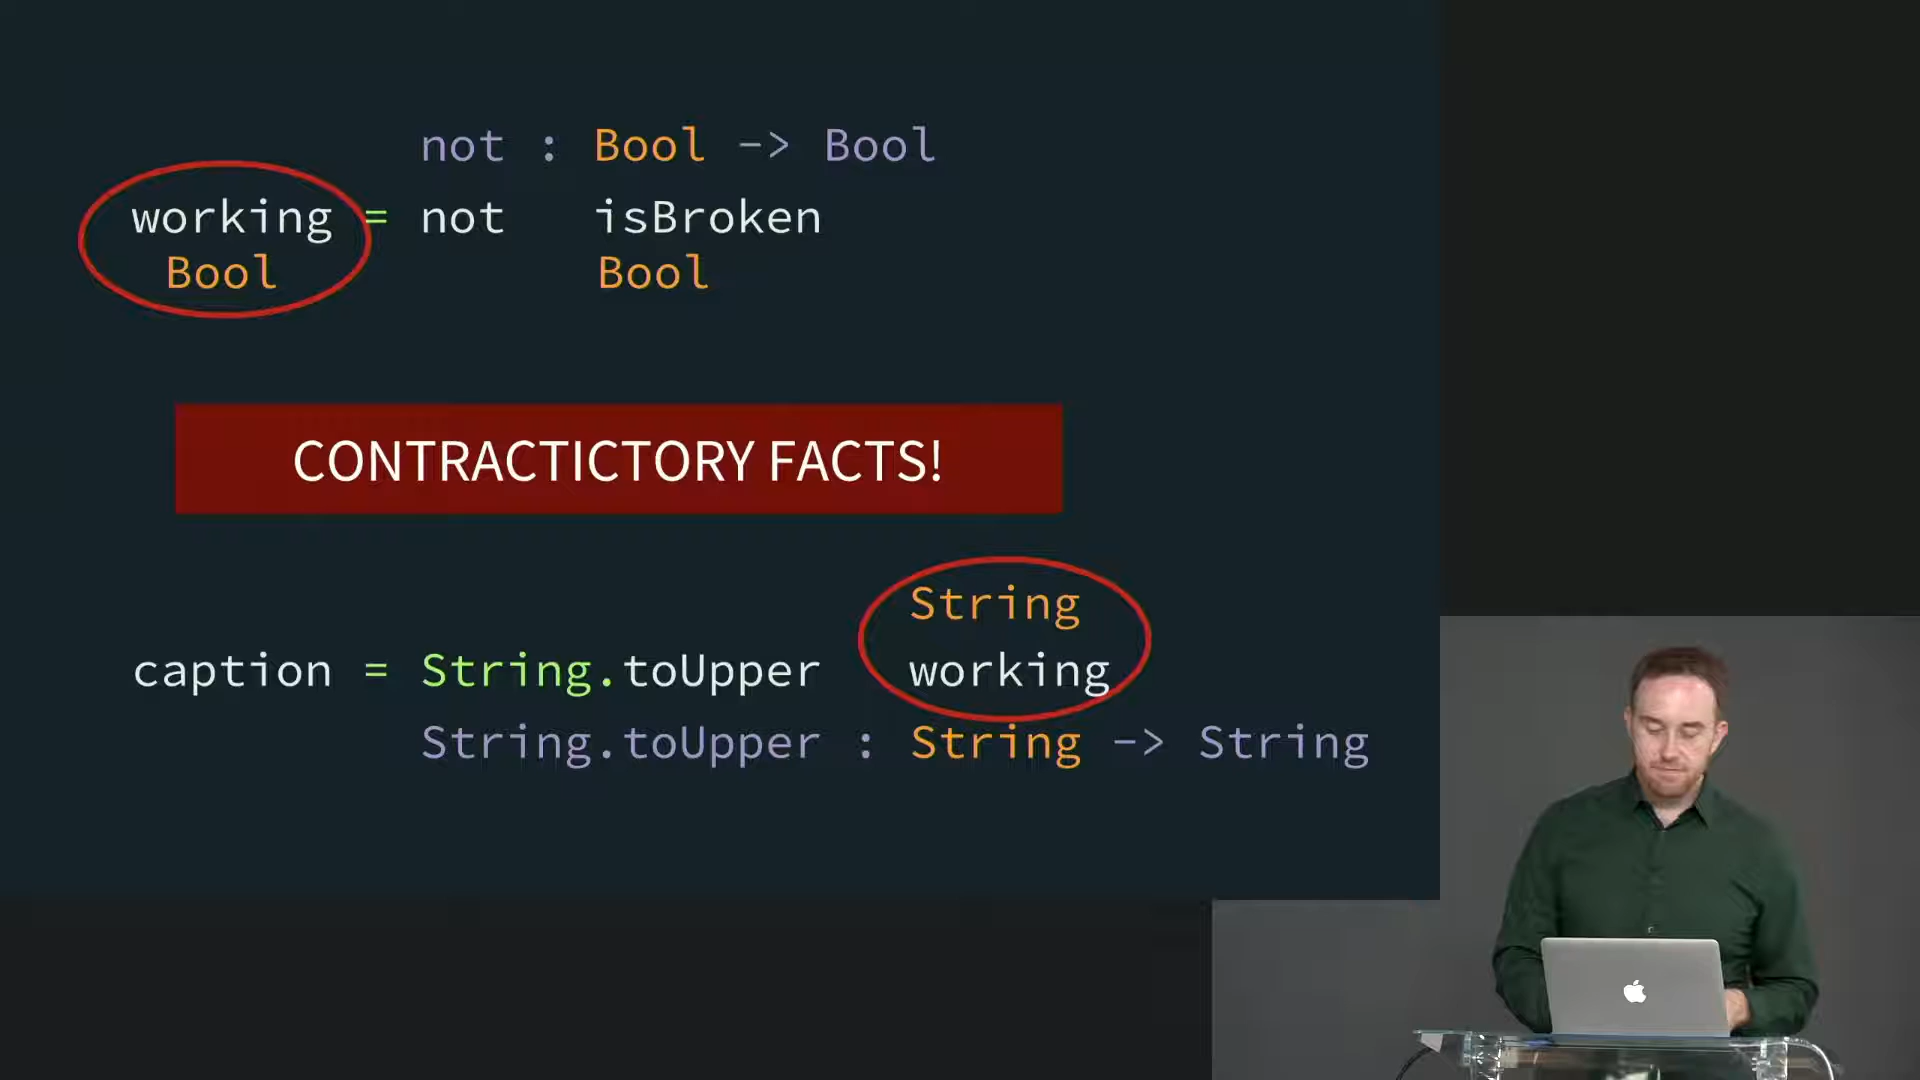 not : Bool -> Bool
working = not isBroken
Bool Bool
CONTRACTICTORY FACTS!
String
caption = String.toUpper working
String.toUpper : String -> String